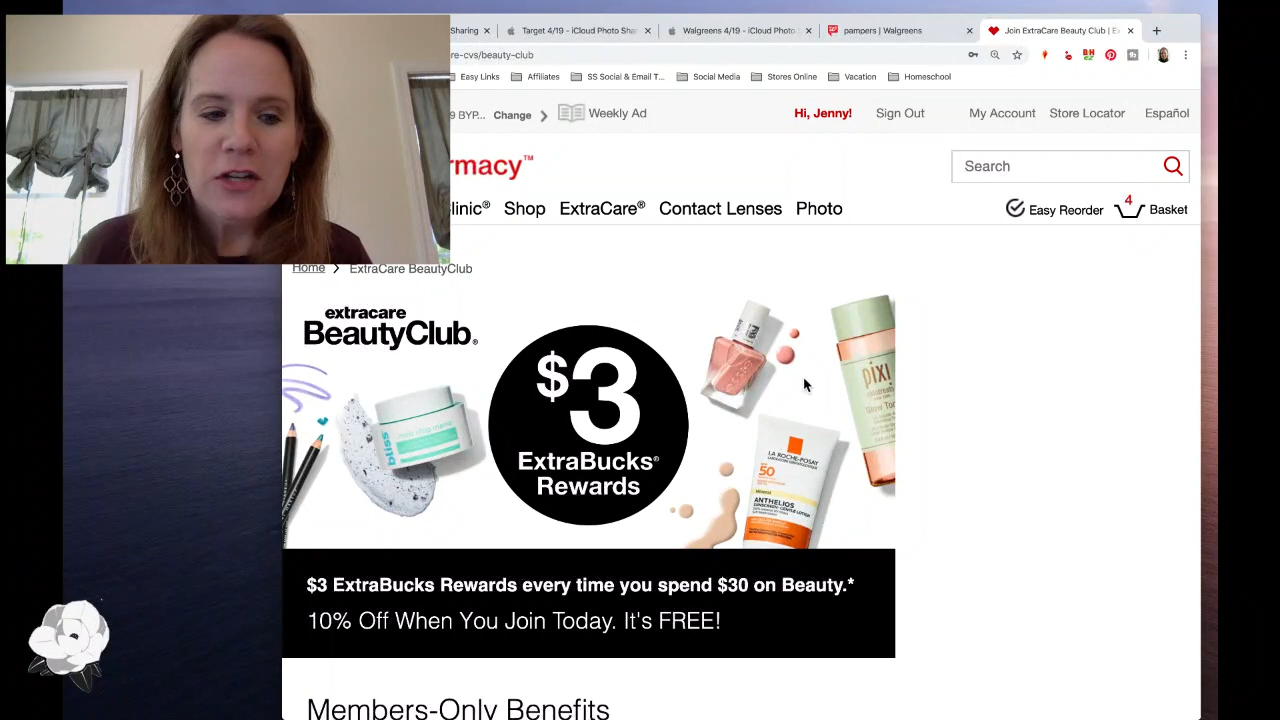 Sharing
Target 4/19 - iCloud Photo Sha
Walgreens 4/19 - iCloud Photo
pampers | Walgreens
Join ExtraCare Beauty Club | E
re-cvs/beauty-club
Easy Links
Affiliates
SS Social & Email T...
Social Media
Stores Online
Vacation
Homeschool
9 BYP... Change
Weekly Ad
Hi, Jenny!
Sign Out
My Account
Store Locator
Español
rmacy™
Search
linic®
Shop
ExtraCare®
Contact Lenses
Photo
Easy Reorder
4
Basket
Home > ExtraCare BeautyClub
extracare
BeautyClub®
$3
ExtraBucks®
Rewards
bliss
pixi
LA ROCHE-POSAY
50
ANTHELIOS
$3 ExtraBucks Rewards every time you spend $30 on Beauty.*
10% Off When You Join Today. It's FREE!
Members-Only Benefits